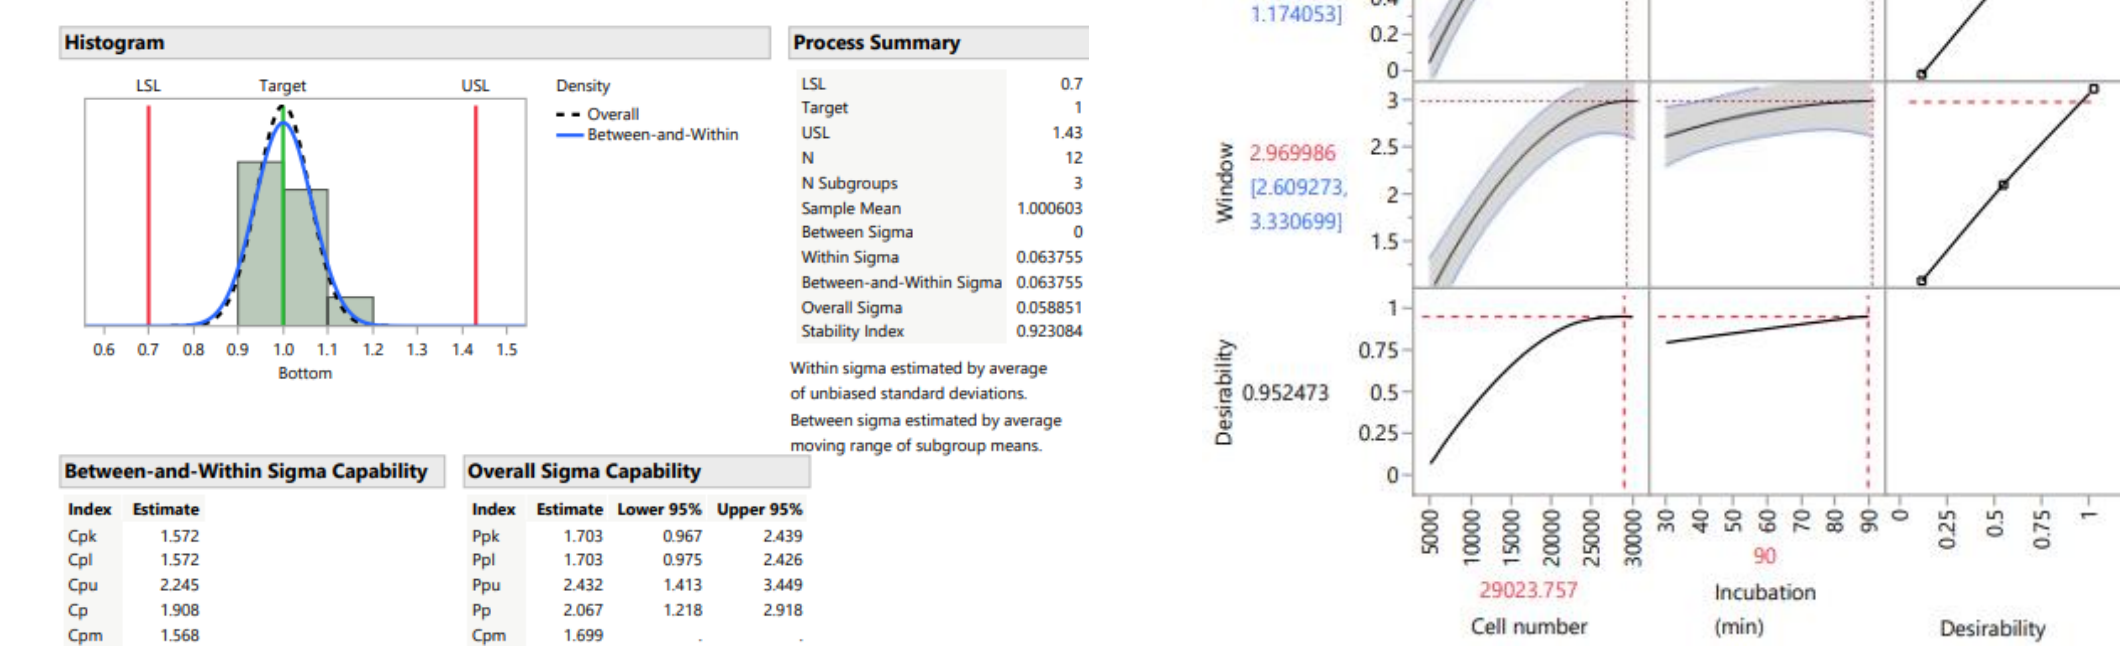 Histogram
LSL Target USL
Density
Overall
Between-and-Within
0.6 0.7 0.8 0.9 1.0 1.1 1.2 1.3 1.4 1.5
Bottom
Process Summary
LSL 0.7
Target 1
USL 1.43
N 12
N Subgroups 3
Sample Mean 1.000603
Between Sigma 0
Within Sigma 0.063755
Between-and-Within Sigma 0.063755
Overall Sigma 0.058851
Stability Index 0.923084
Within sigma estimated by average
of unbiased standard deviations.
Between sigma estimated by average
moving range of subgroup means.
Between-and-Within Sigma Capability
Index Estimate
Cpk 1.572
Cpl 1.572
Cpu 2.245
Cp 1.908
Cpm 1.568
Overall Sigma Capability
Index Estimate Lower 95% Upper 95%
Ppk 1.703 0.967 2.439
Ppl 1.703 0.975 2.426
Ppu 2.432 1.413 3.449
Pp 2.067 1.218 2.918
Cpm 1.699 . .
1.174053]
0.4
0.2
0
Window
2.969986
[2.609273,
3.330699]
3
2.5
2
1.5
Desirability
0.952473
1
0.75
0.5
0.25
0
5000 10000 15000 20000 25000 30000
30 40 50 60 70 80 90
0 0.25 0.5 0.75 1
29023.757
Cell number
90
Incubation
(min)
Desirability